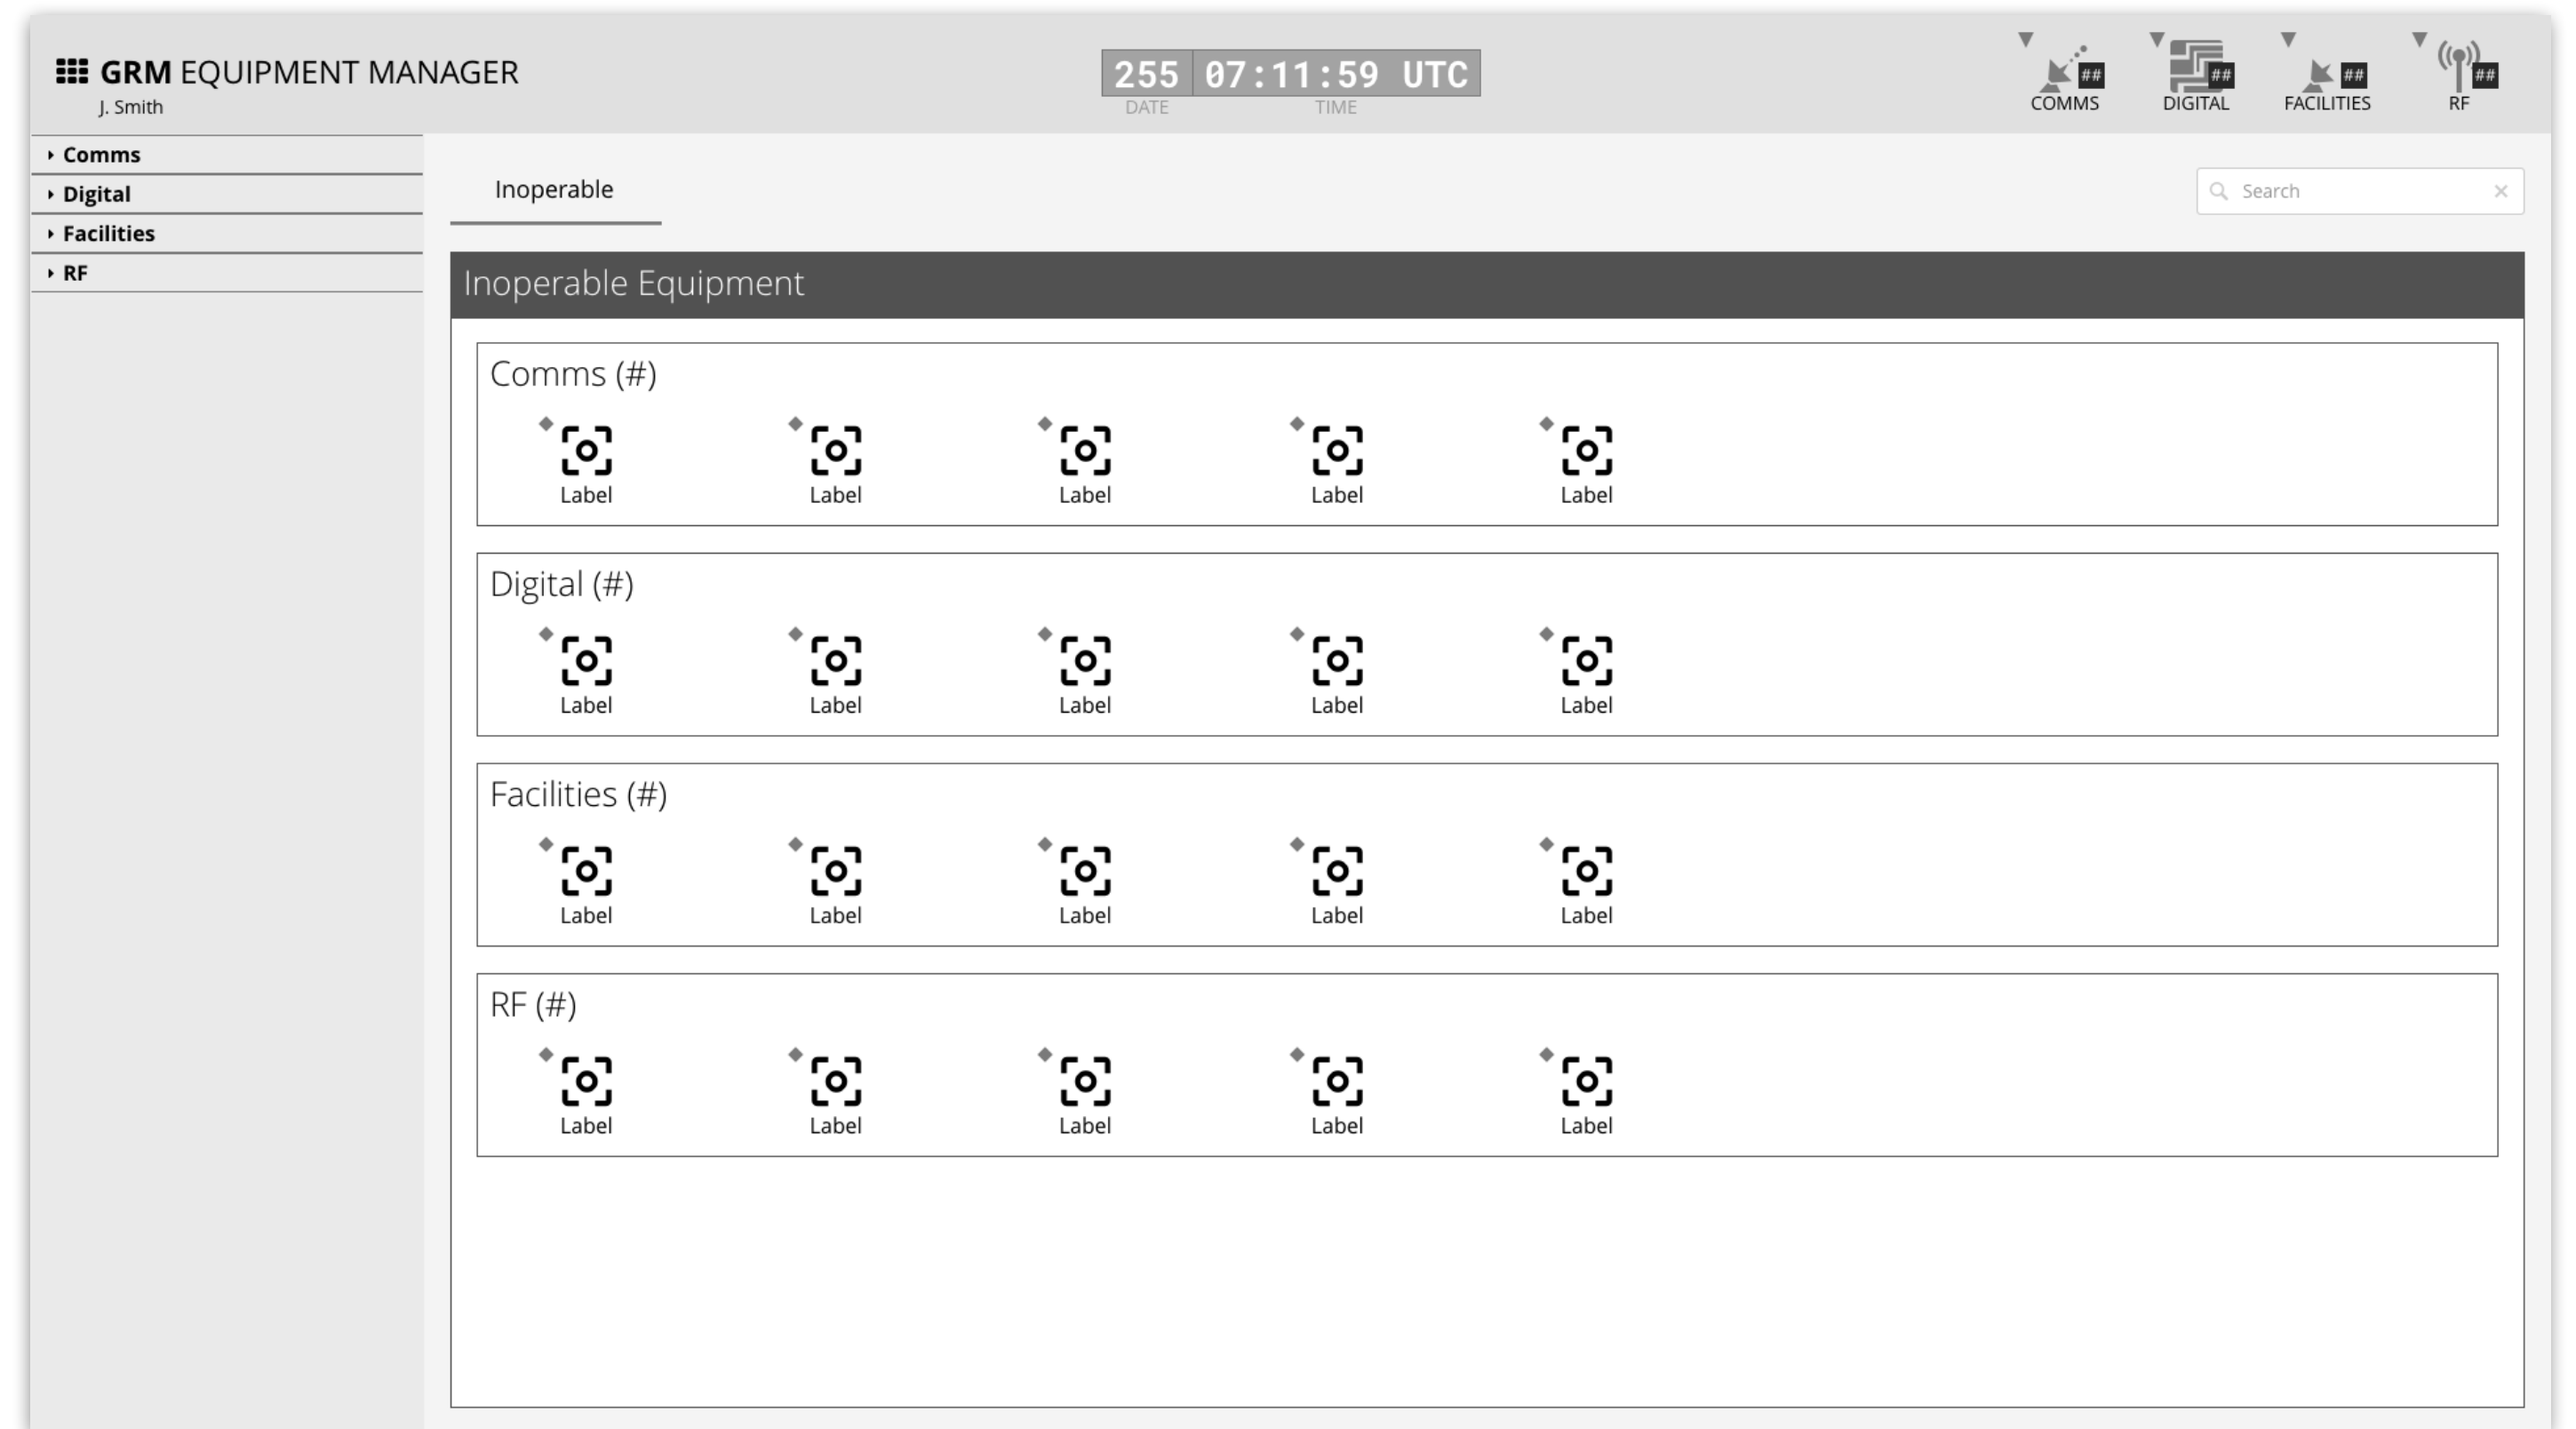 GRM EQUIPMENT MANAGER
J. Smith
255 07:11:59 UTC
DATE TIME
## ## ## ##
COMMS DIGITAL FACILITIES RF
Comms
Digital
Facilities
RF
Inoperable
Search
Inoperable Equipment
Comms (#)
Label Label Label Label Label
Digital (#)
Label Label Label Label Label
Facilities (#)
Label Label Label Label Label
RF (#)
Label Label Label Label Label